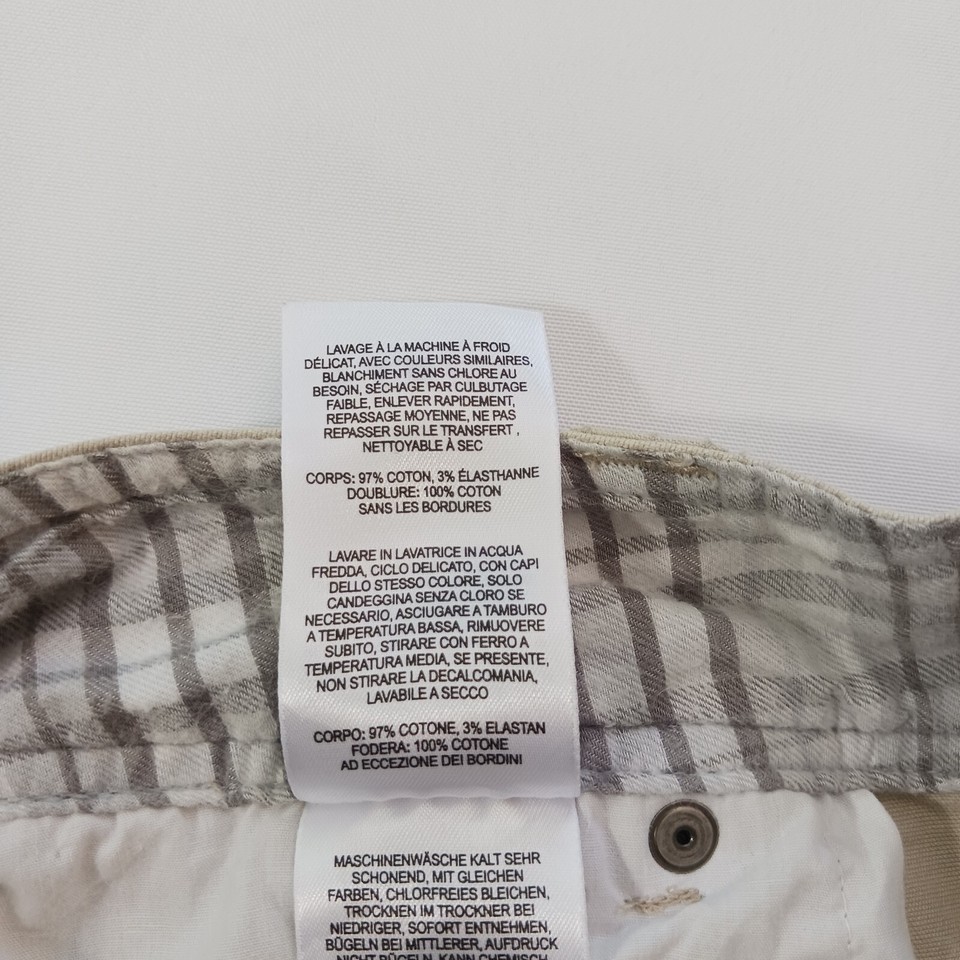 LAVAGE À LA MACHINE À FROID
DÉLICAT, AVEC COULEURS SIMILAIRES,
BLANCHIMENT SANS CHLORE AU
BESOIN, SÉCHAGE PAR CULBUTAGE
FAIBLE, ENLEVER RAPIDEMENT,
REPASSAGE MOYENNE, NE PAS
REPASSER SUR LE TRANSFERT ,
NETTOYABLE À SEC
CORPS: 97% COTON, 3% ÉLASTHANNE
DOUBLURE: 100% COTON
SANS LES BORDURES
LAVARE IN LAVATRICE IN ACQUA
FREDDA, CICLO DELICATO, CON CAPI
DELLO STESSO COLORE, SOLO
CANDEGGINA SENZA CLORO SE
NECESSARIO, ASCIUGARE A TAMBURO
A TEMPERATURA BASSA, RIMUOVERE
SUBITO, STIRARE CON FERRO A
TEMPERATURA MEDIA, SE PRESENTE,
NON STIRARE LA DECALCOMANIA,
LAVABILE A SECCO
CORPO: 97% COTONE, 3% ELASTAN
FODERA: 100% COTONE
AD ECCEZIONE DEI BORDINI
MASCHINENWÄSCHE KALT SEHR
SCHONEND, MIT GLEICHEN
FARBEN, CHLORFREIES BLEICHEN,
TROCKNEN IM TROCKNER BEI
NIEDRIGER, SOFORT ENTNEHMEN,
BÜGELN BEI MITTLERER, AUFDRUCK
NICHT BÜGELN, KANN CHEMISCH